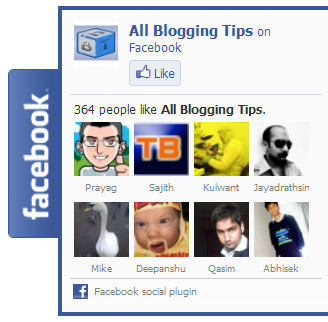 facebook
All Blogging Tips on
Facebook
Like
364 people like All Blogging Tips.
TB
Prayag Sajith Kulwant Jayadrathsin
Mike Deepanshu Qasim Abhisek
f Facebook social plugin